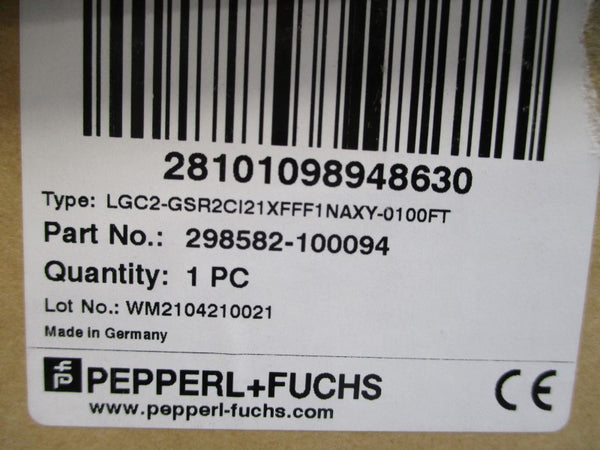 28101098948630
Type: LGC2-GSR2CI21XFFF1NAXY-0100FT
Part No.: 298582-100094
Quantity: 1 PC
Lot No.: WM2104210021
Made in Germany
PEPPERL+FUCHS CE
www.pepperl-fuchs.com